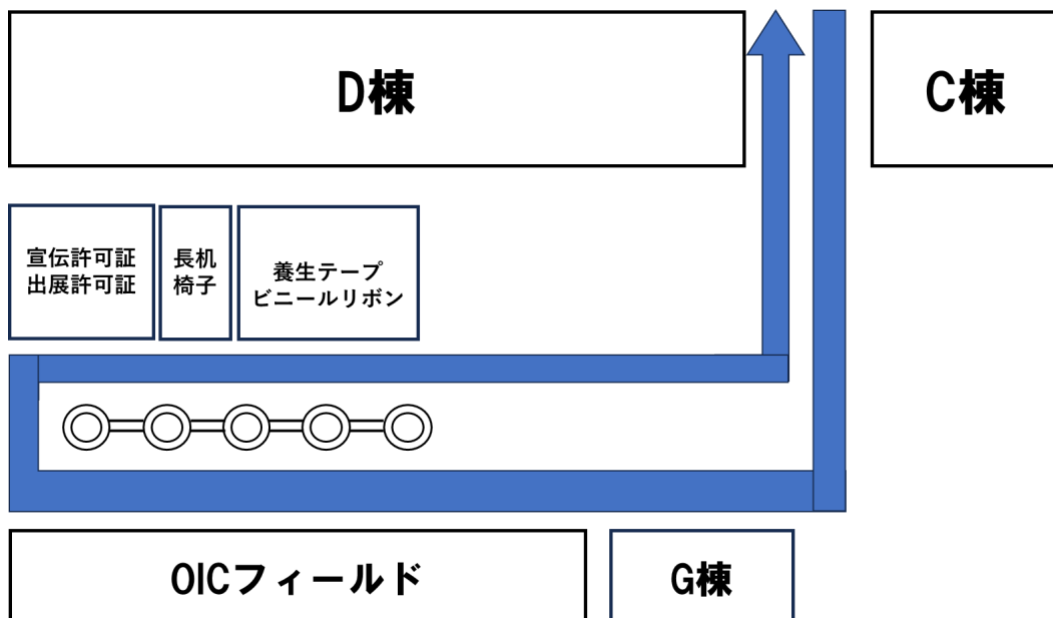 D棟
C棟
宣伝許可証
出展許可証
長机
椅子
養生テープ
ビニールリボン
OICフィールド
G棟